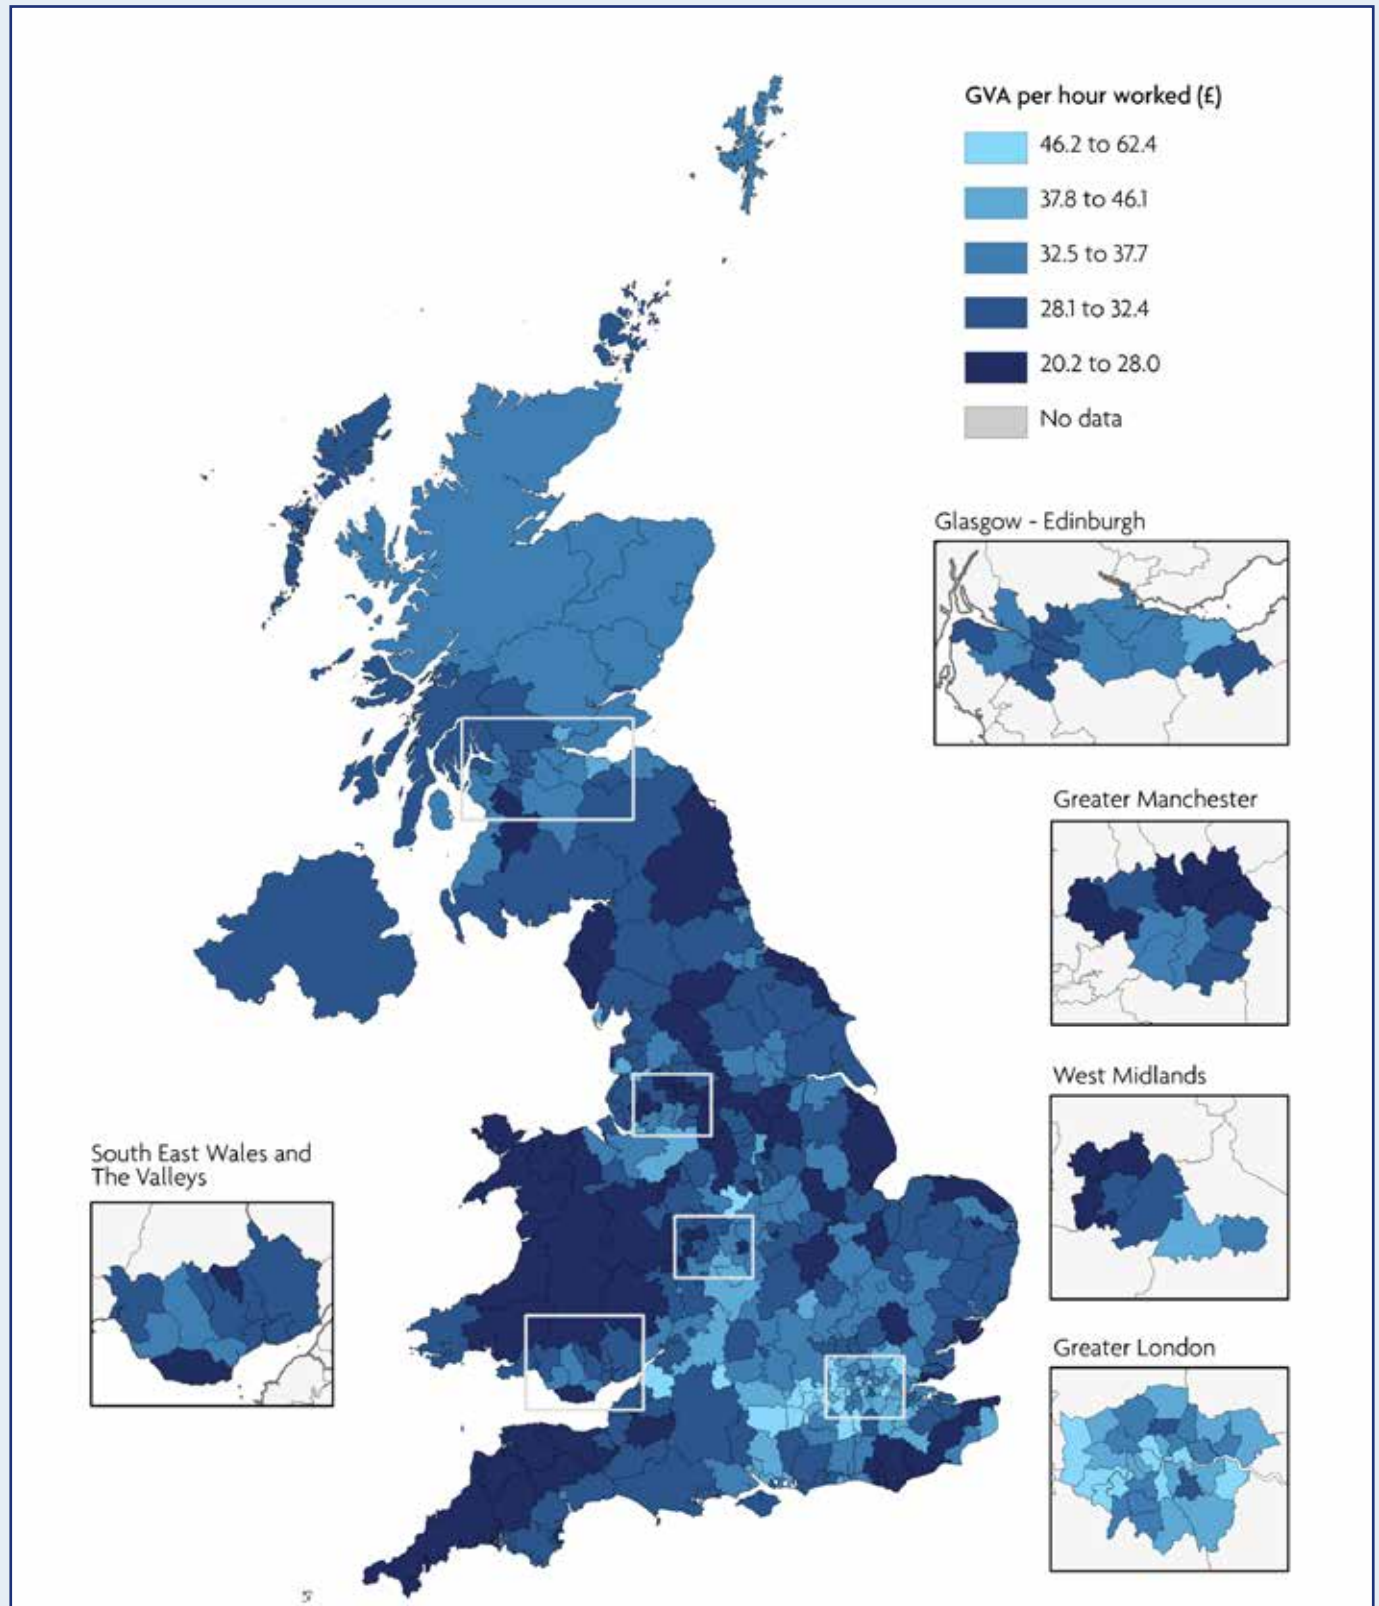 GVA per hour worked (£)
46.2 to 62.4
37.8 to 46.1
32.5 to 37.7
28.1 to 32.4
20.2 to 28.0
No data
Glasgow - Edinburgh
Greater Manchester
West Midlands
South East Wales and
The Valleys
Greater London